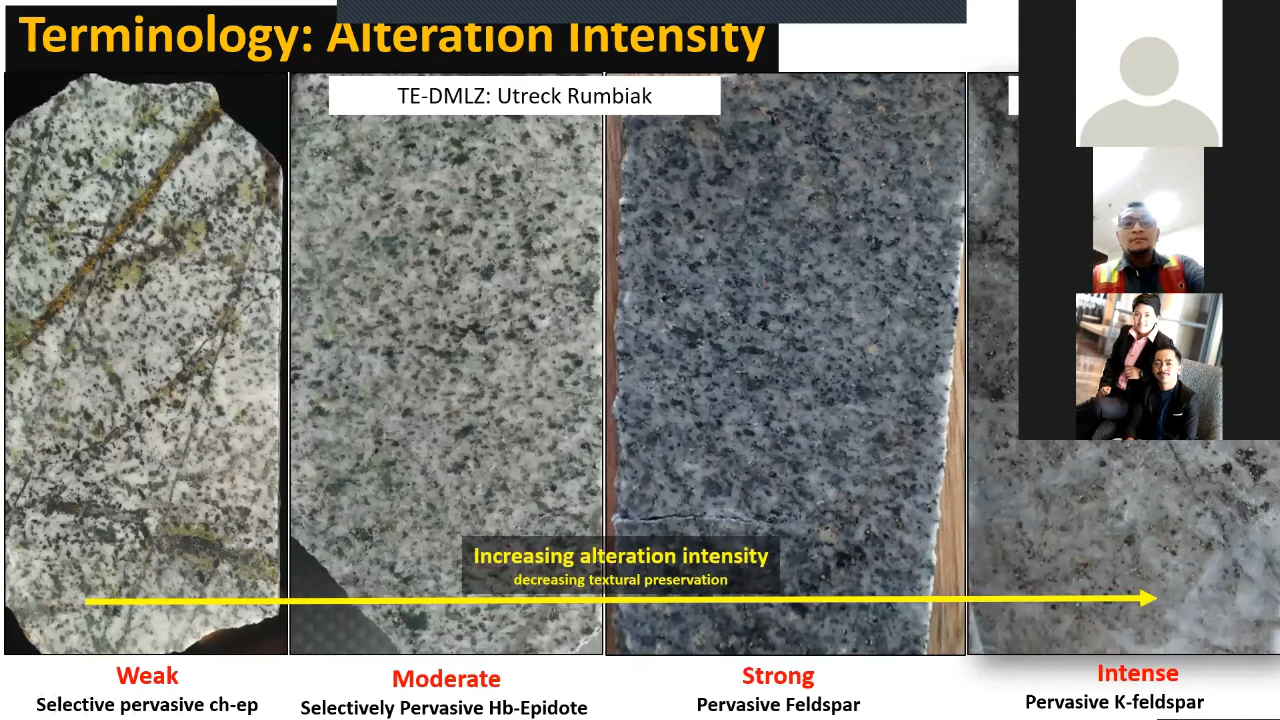 Terminology: Alteration Intensity
TE-DMLZ: Utreck Rumbiak
Increasing alteration intensity
decreasing textural preservation
Weak
Selective pervasive ch-ep
Moderate
Selectively Pervasive Hb-Epidote
Strong
Pervasive Feldspar
Intense
Pervasive K-feldspar